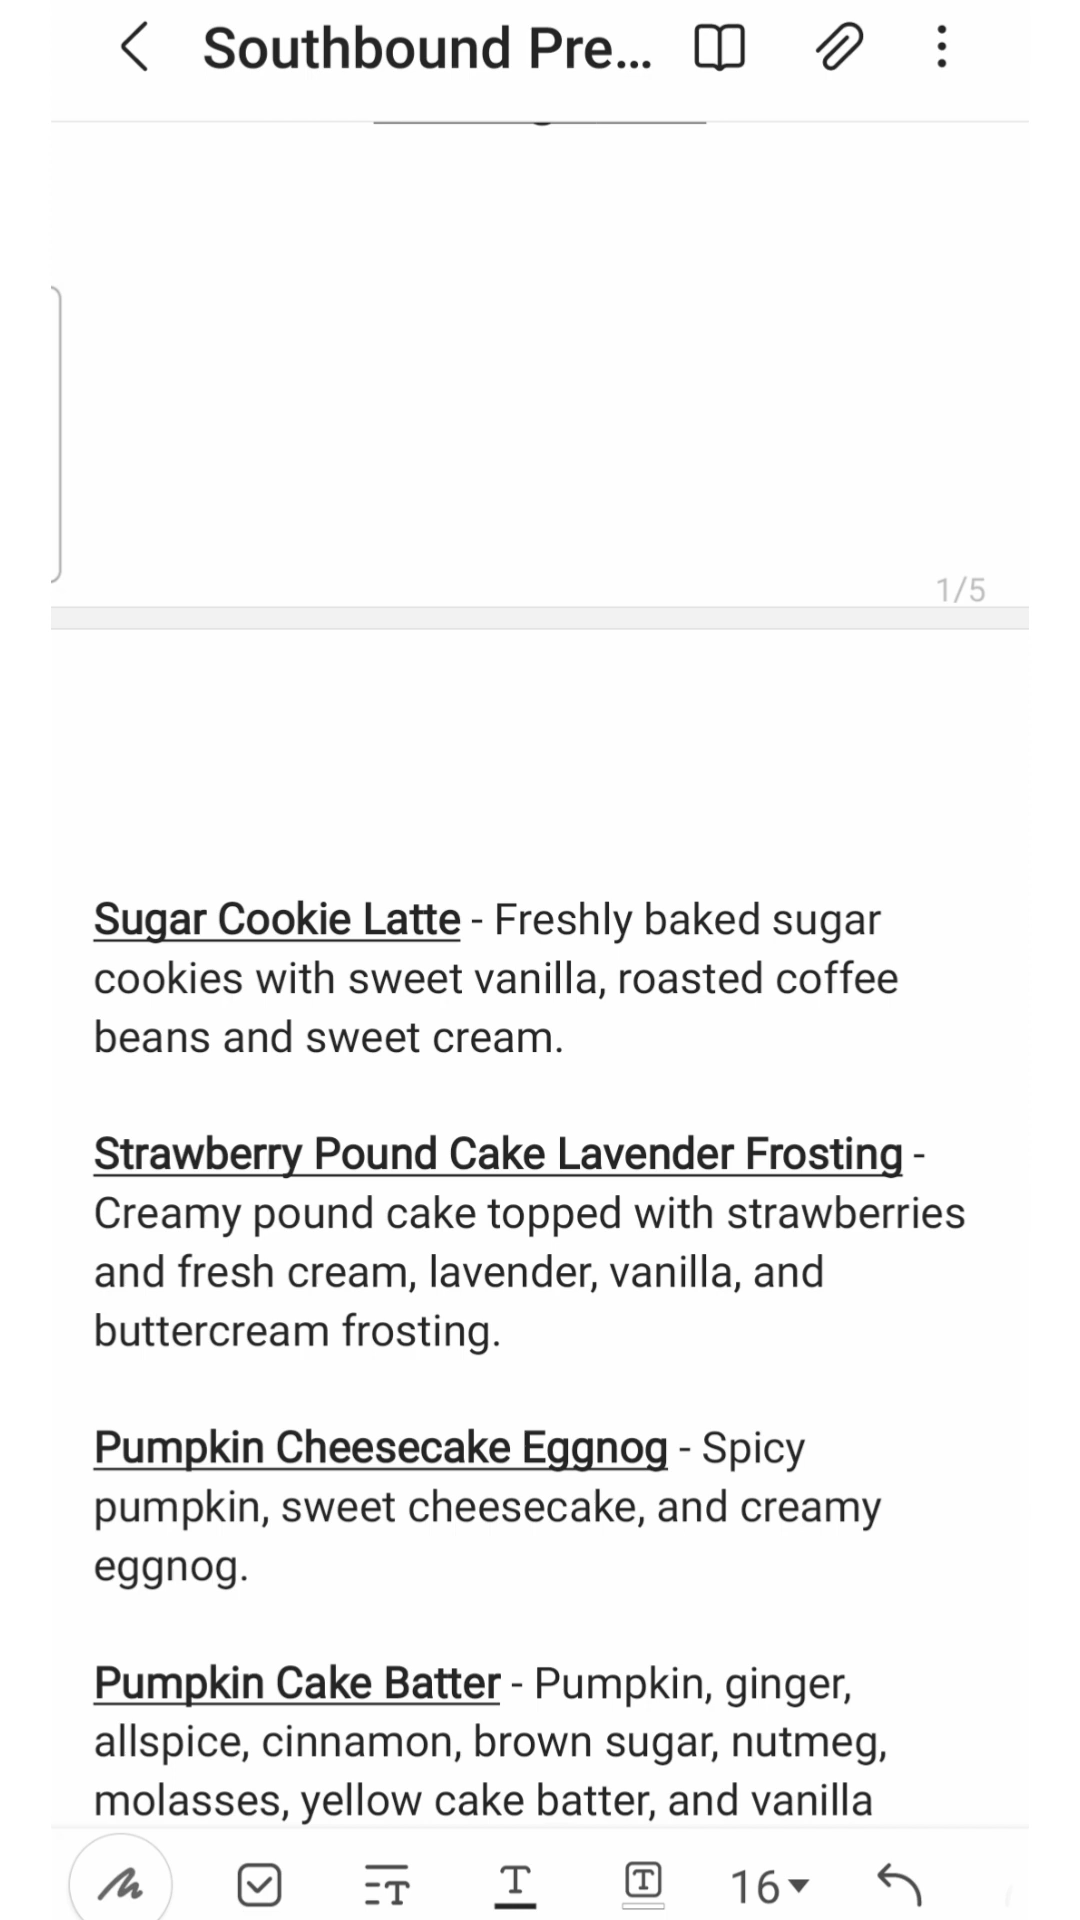 Southbound Pre...
1/5
Sugar Cookie Latte - Freshly baked sugar
cookies with sweet vanilla, roasted coffee
beans and sweet cream.
Strawberry Pound Cake Lavender Frosting -
Creamy pound cake topped with strawberries
and fresh cream, lavender, vanilla, and
buttercream frosting.
Pumpkin Cheesecake Eggnog - Spicy
pumpkin, sweet cheesecake, and creamy
eggnog.
Pumpkin Cake Batter - Pumpkin, ginger,
allspice, cinnamon, brown sugar, nutmeg,
molasses, yellow cake batter, and vanilla
T T T 16